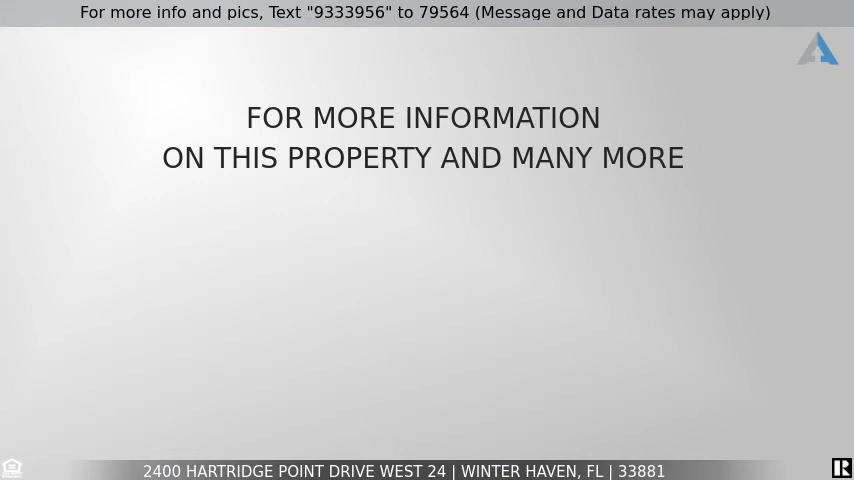 For more info and pics, Text "9333956" to 79564 (Message and Data rates may apply)
FOR MORE INFORMATION
ON THIS PROPERTY AND MANY MORE
2400 HARTRIDGE POINT DRIVE WEST 24 | WINTER HAVEN, FL | 33881